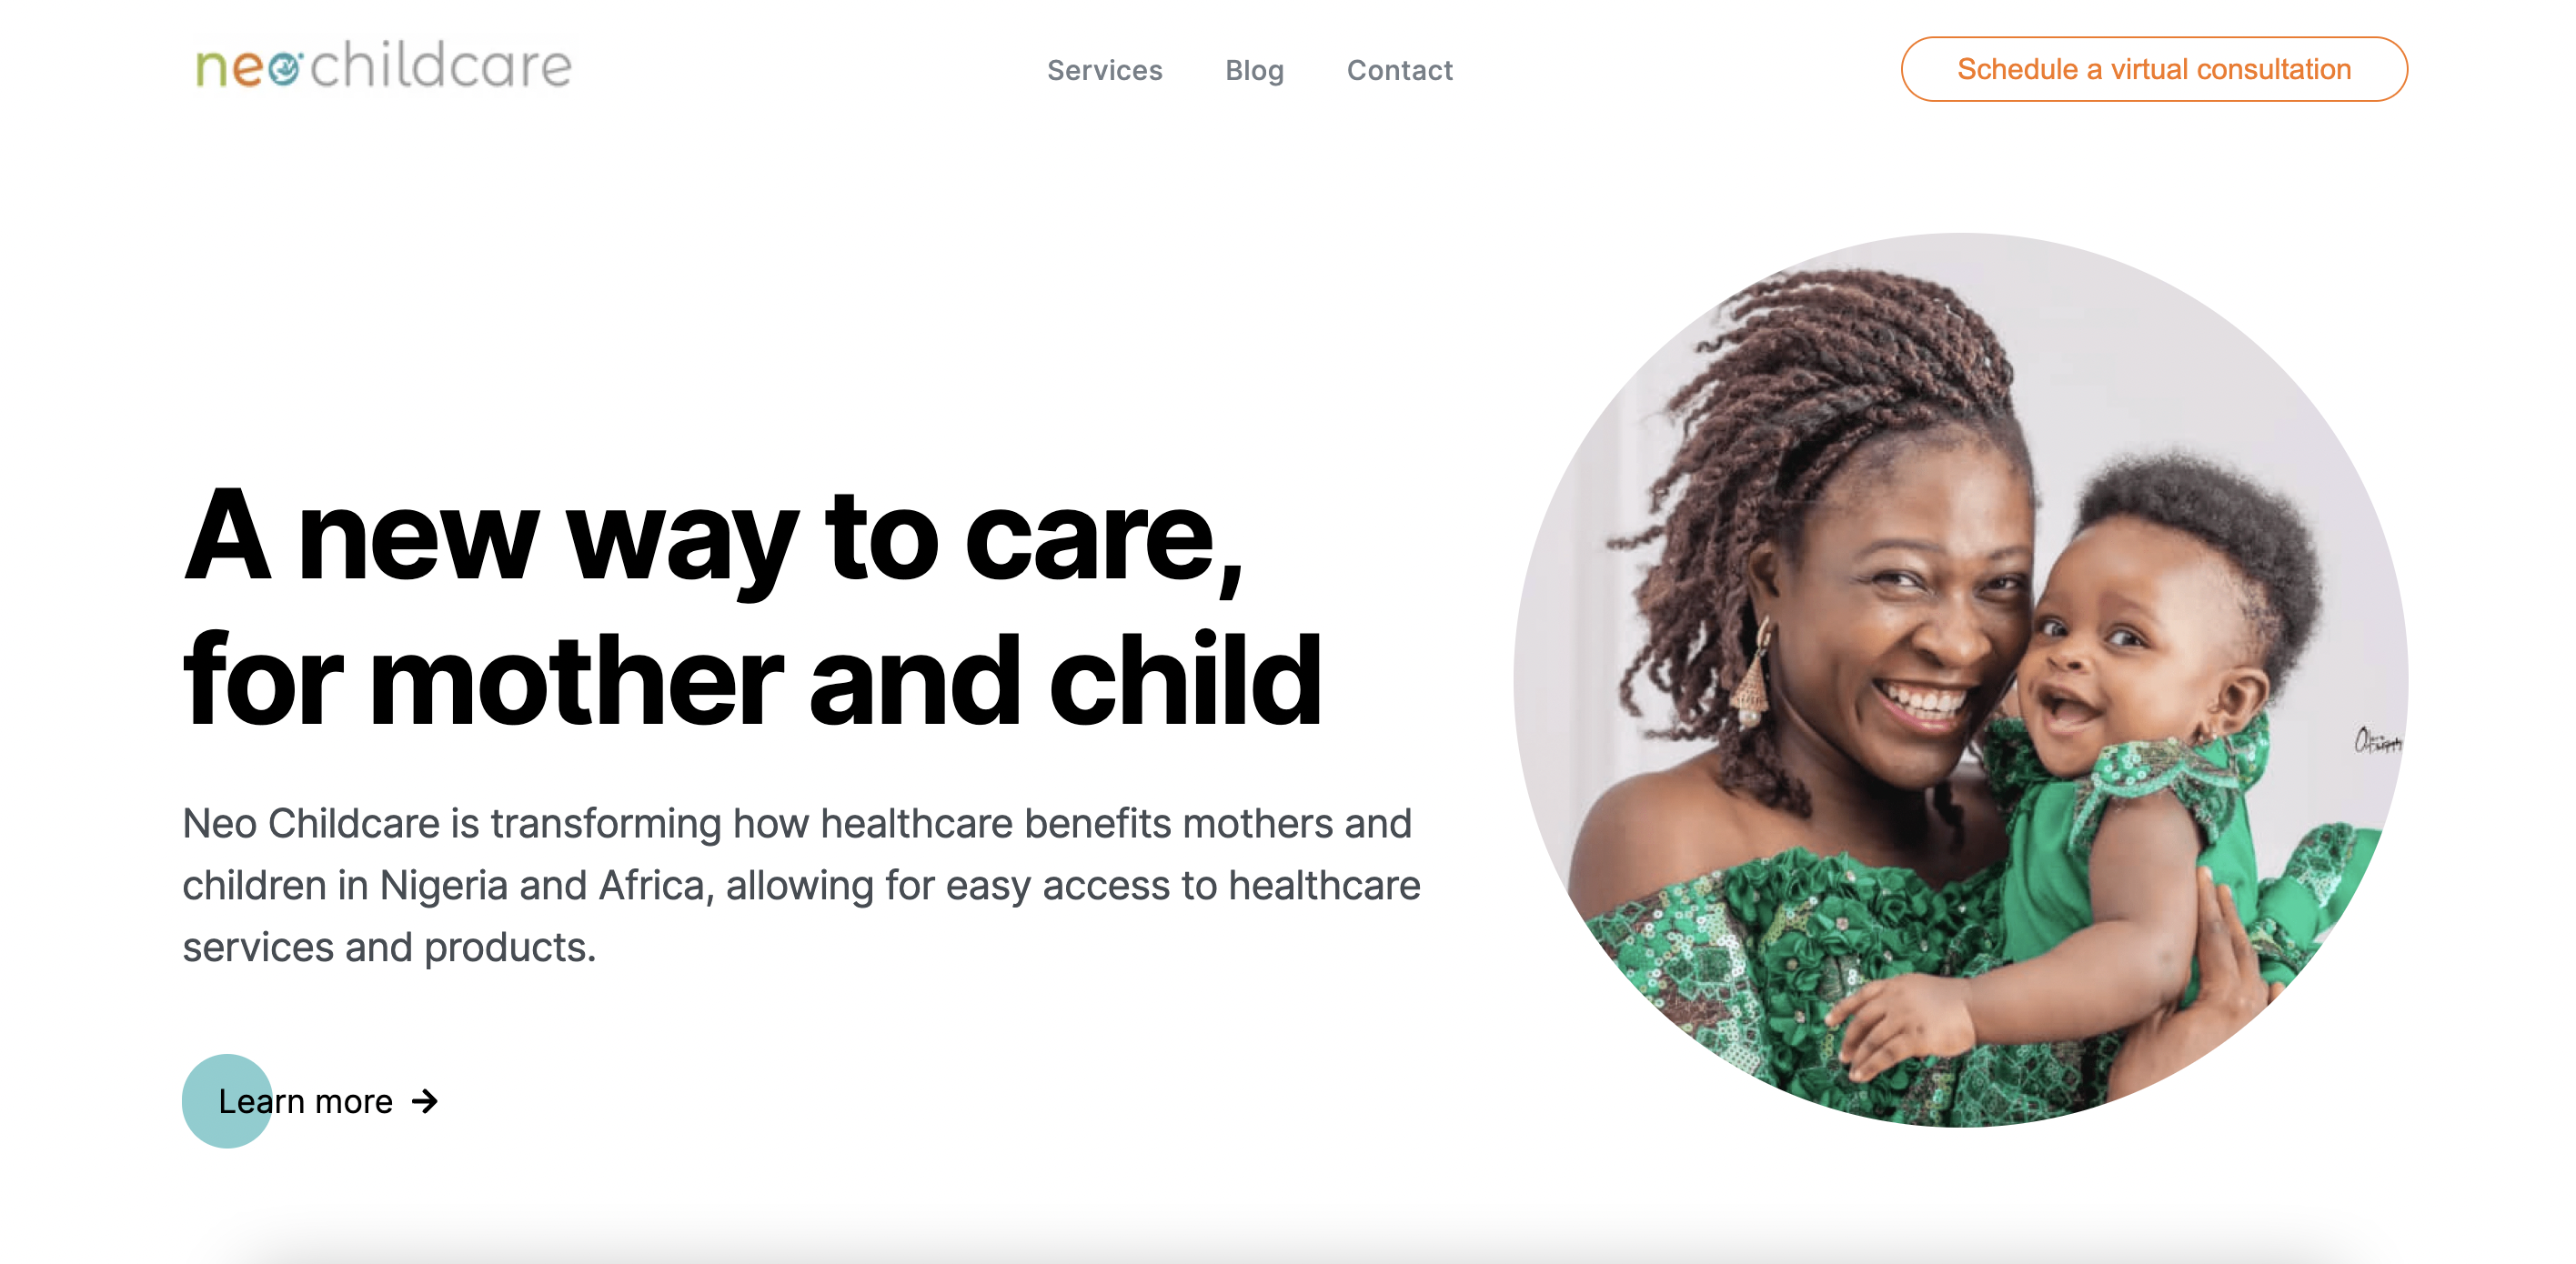 neo childcare
Services
Blog
Contact
Schedule a virtual consultation
A new way to care,
for mother and child
Neo Childcare is transforming how healthcare benefits mothers and
children in Nigeria and Africa, allowing for easy access to healthcare
services and products.
Learn more